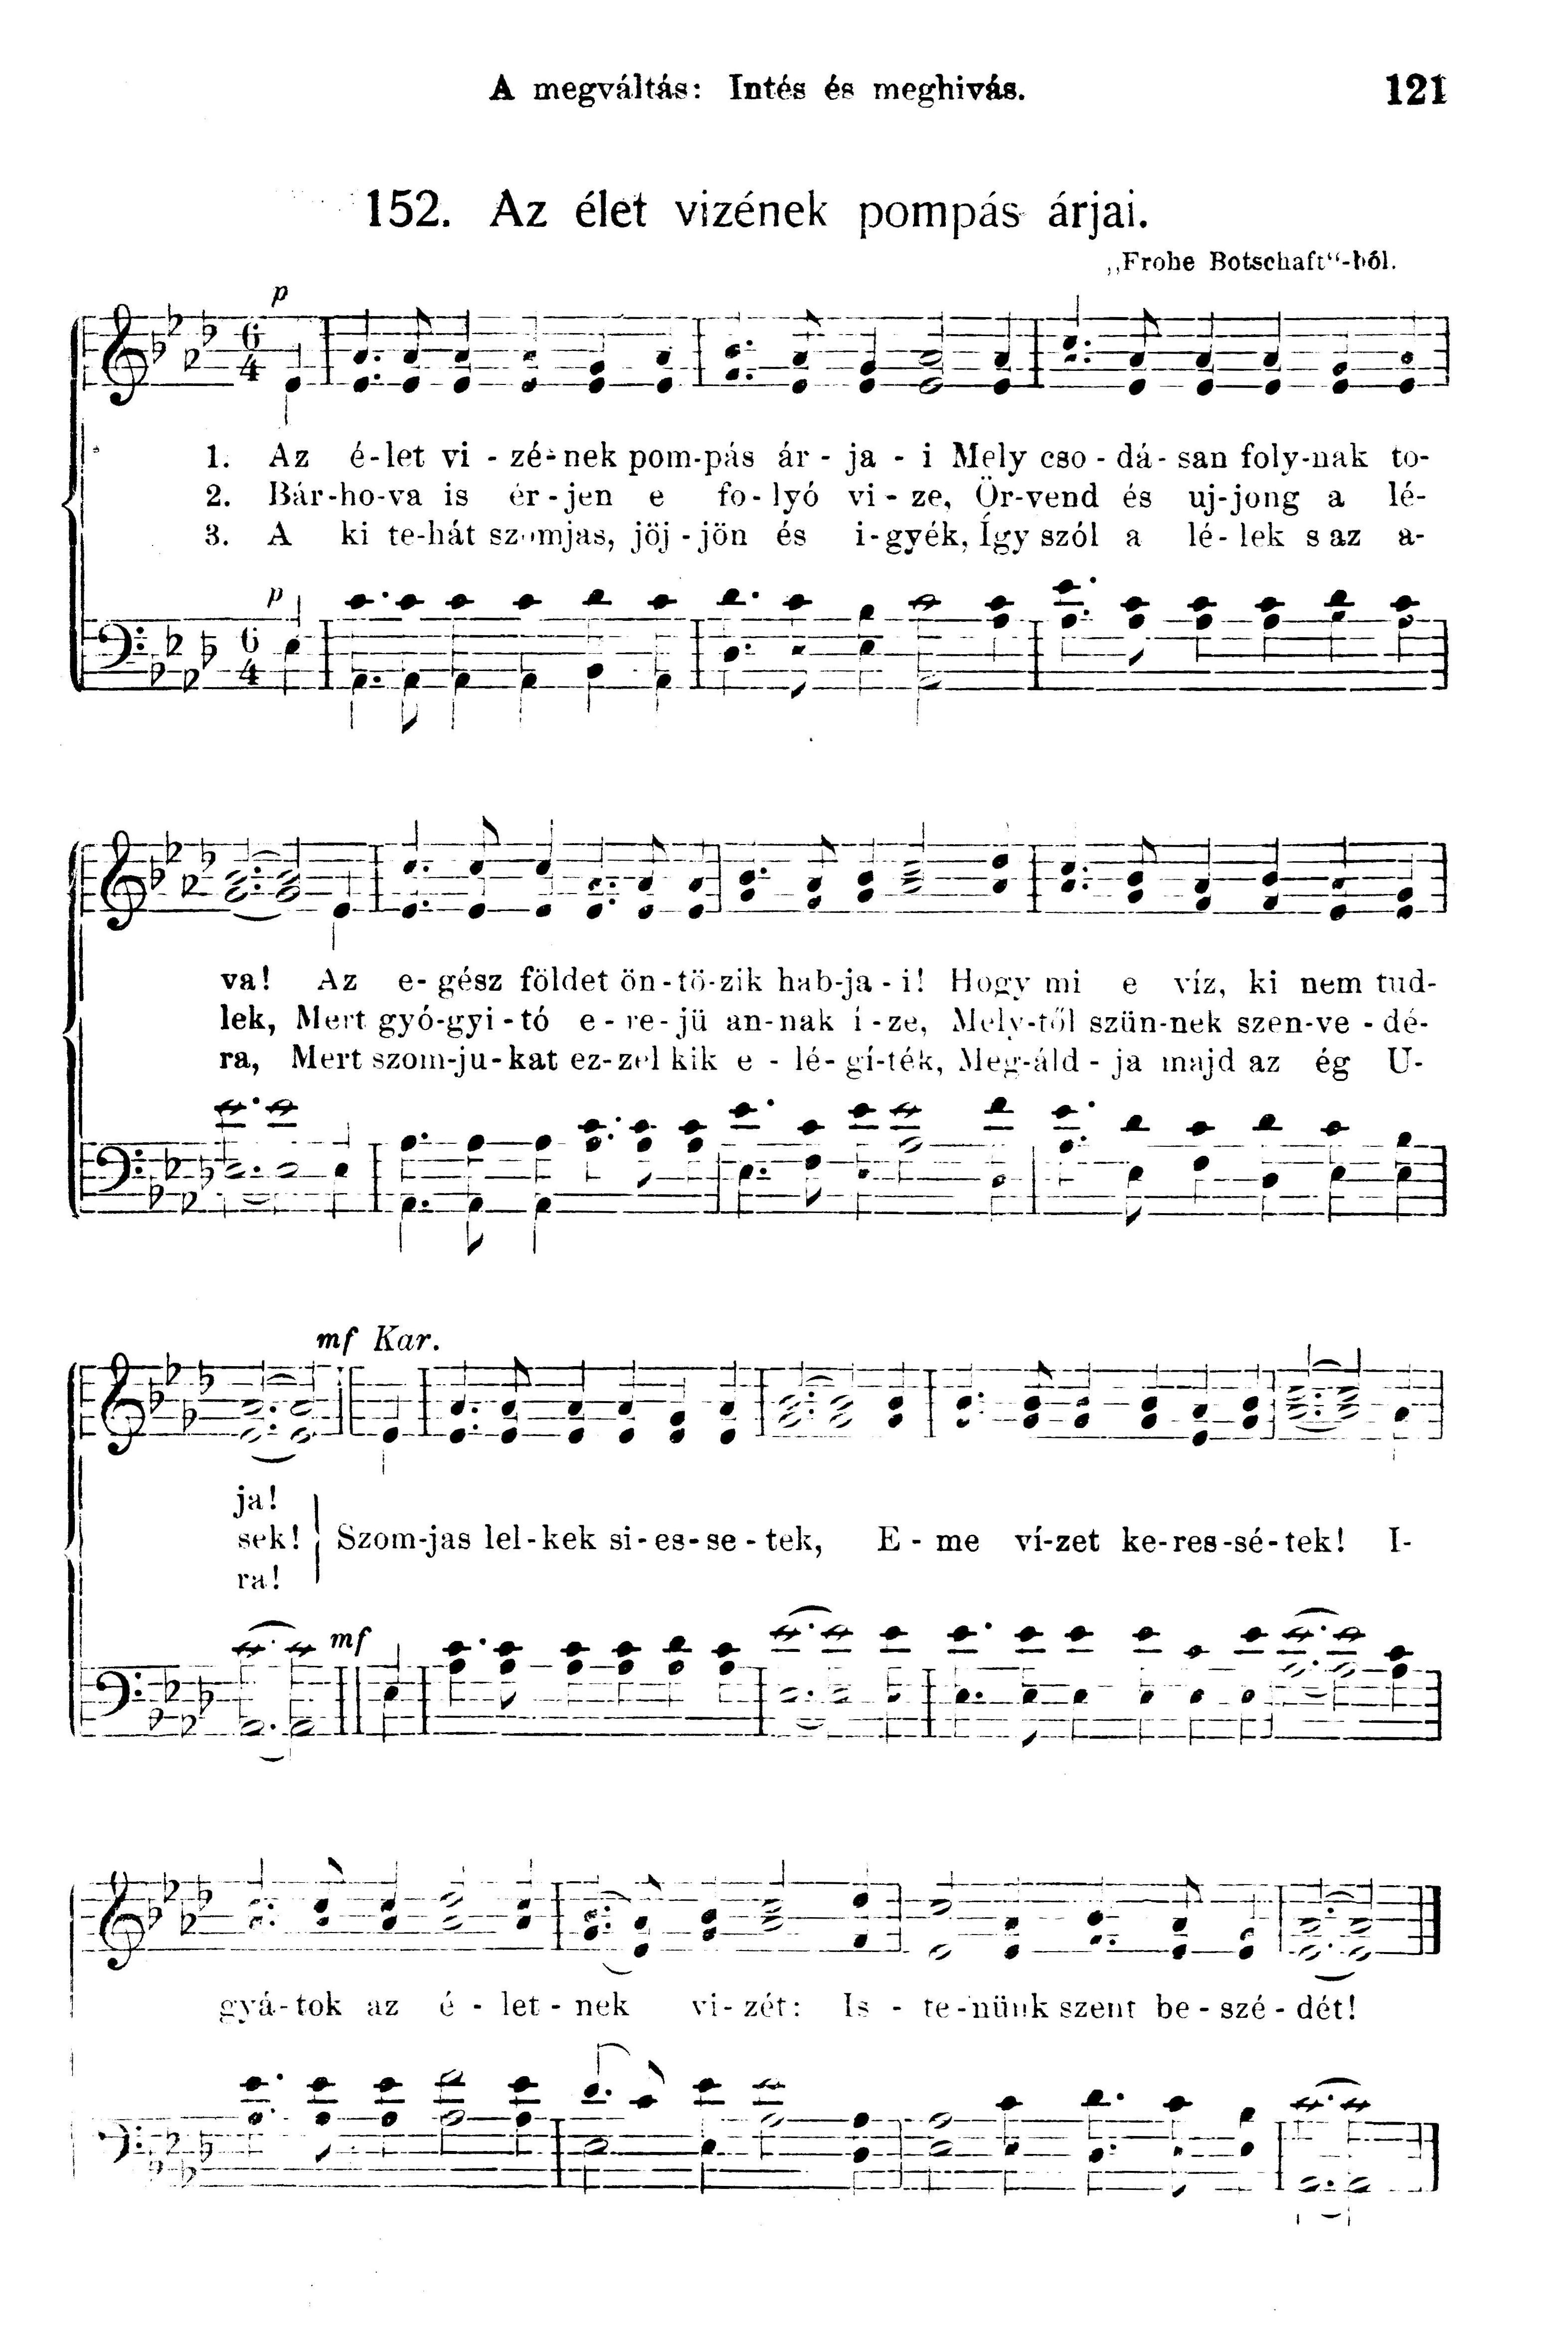 A megváltás: Intés és meghivás. 121
152. Az élet vizének pompás árjai.
„Frohe Botschaft“-ból.
p
6
4
1. Az é-let vi - zé-nek pom-pás ár - ja - i Mely cso - dá - san foly-nak to-
2. Bár-ho-va is ér-jen e fo-lyó vi - ze, Ör-vend és uj-jong a lé-
3. A ki te-hát szomjas, jöj - jön és i-gyék, Így szól a lé - lek s az a-
p
6
4
va! Az e- gész földet ön-tö-zik hab-ja - i! Hogy mi e víz, ki nem tud-
lek, Mert gyó-gyi - tó e - re - jü an-nak í - ze, Mely-től szün-nek szen-ve - dé-
ra, Mert szom-ju-kat ez-zel kik e - lé - gí-ték, Meg-áld - ja majd az ég U-
mf Kar.
ja!
sek! Szom-jas lel-kek si-es-se-tek, E - me ví-zet ke-res-sé-tek! I-
ra!
mf
gyá-tok az é - let - nek vi - zét: Is - te-nünk szent be - szé - dét!